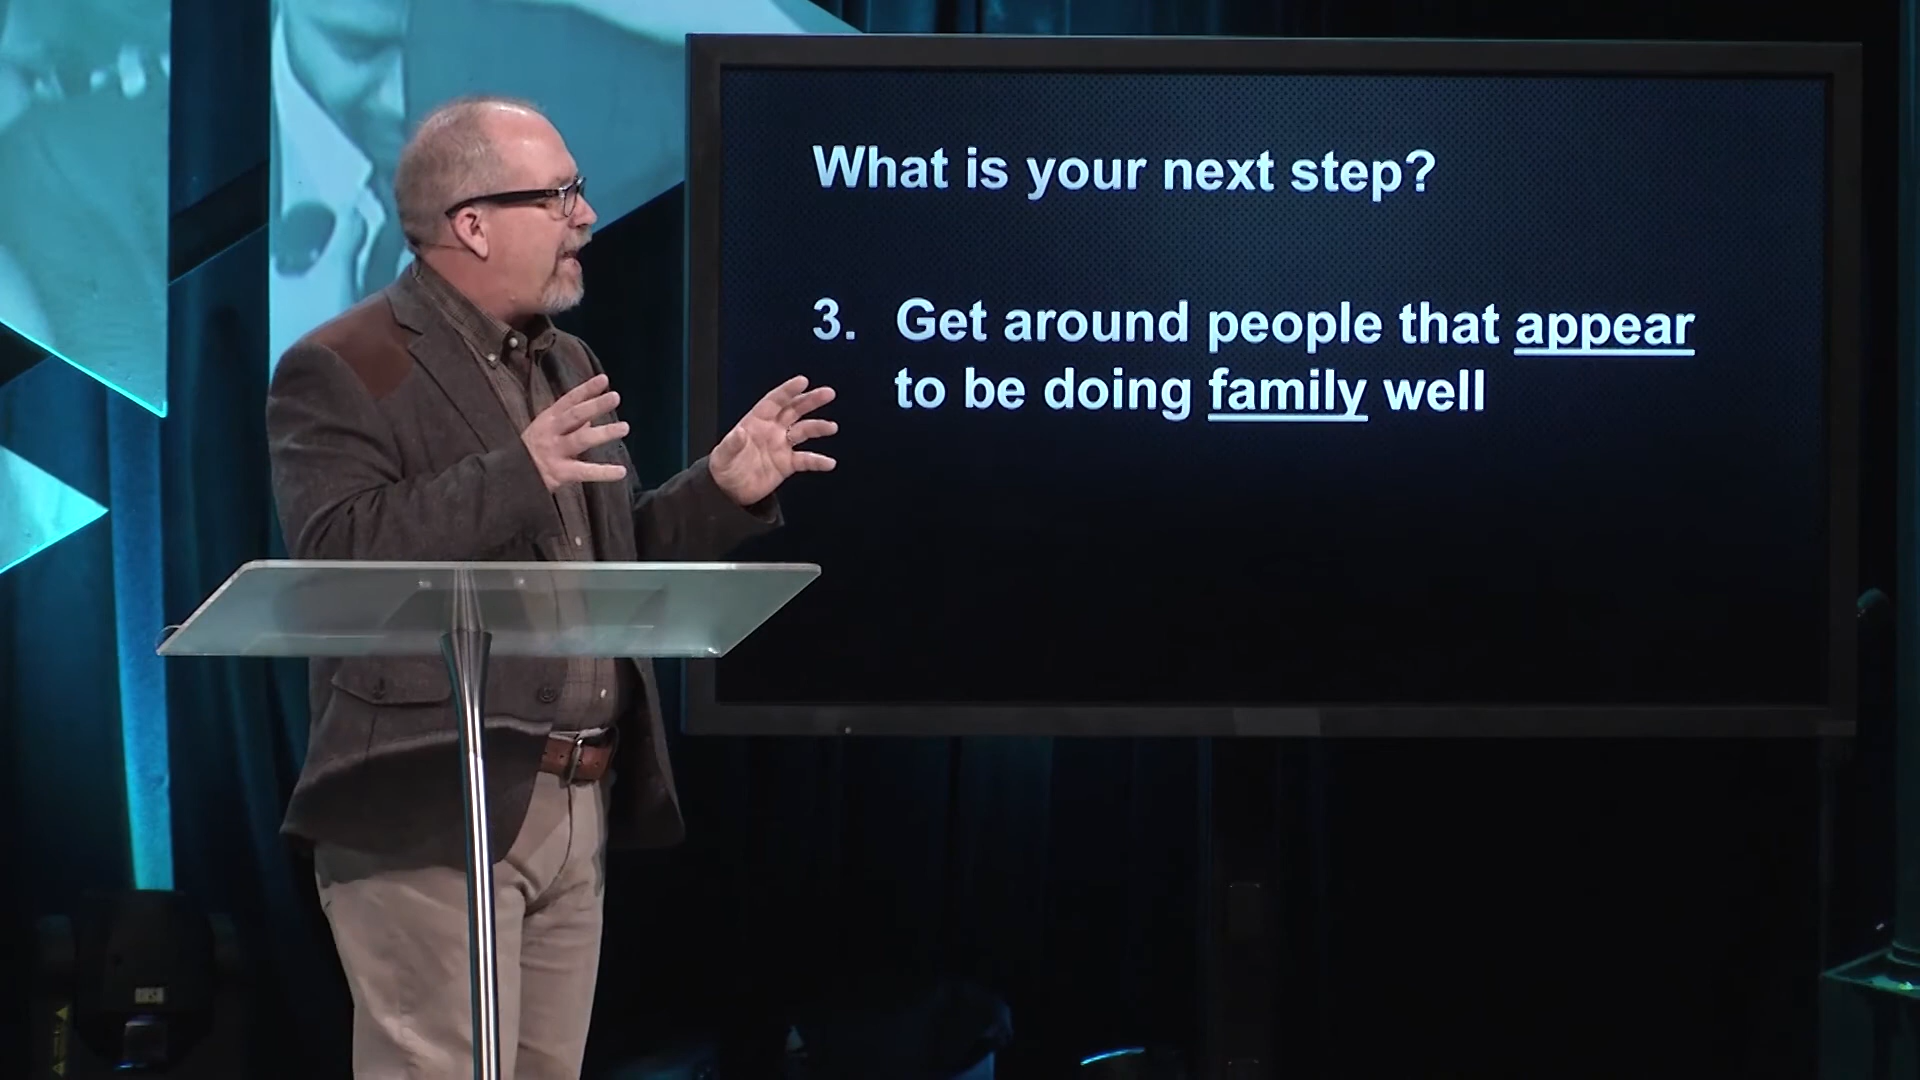 What is your next step?
3. Get around people that appear
to be doing family well